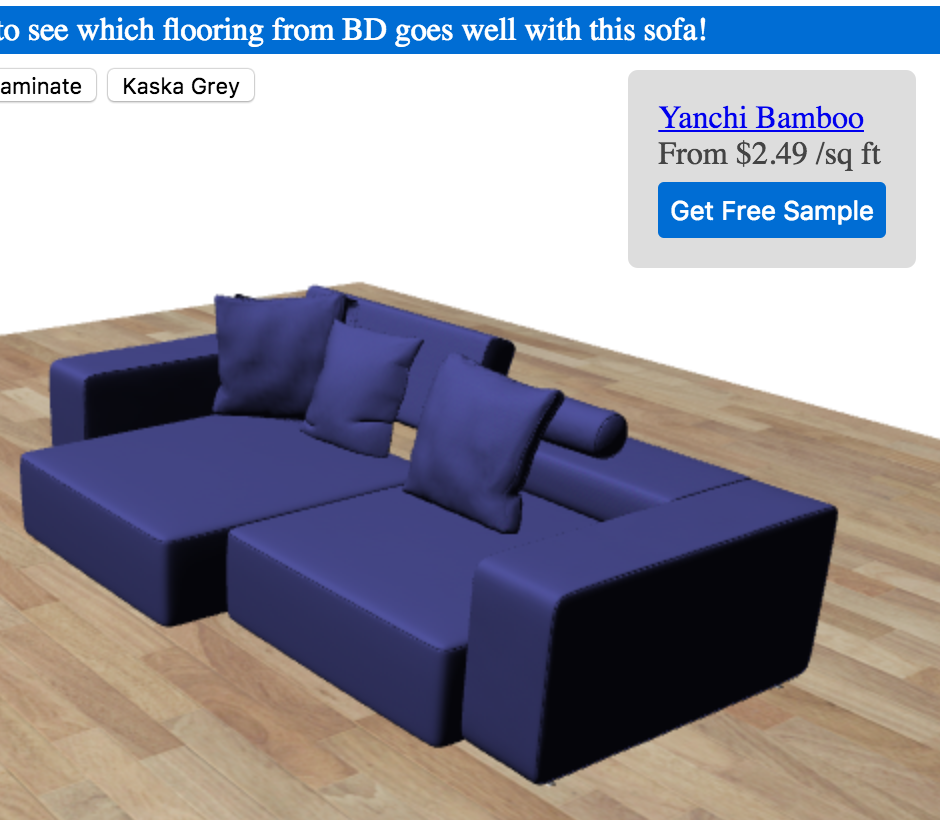 to see which flooring from BD goes well with this sofa!
aminate
Kaska Grey
Yanchi Bamboo
From $2.49 /sq ft
Get Free Sample